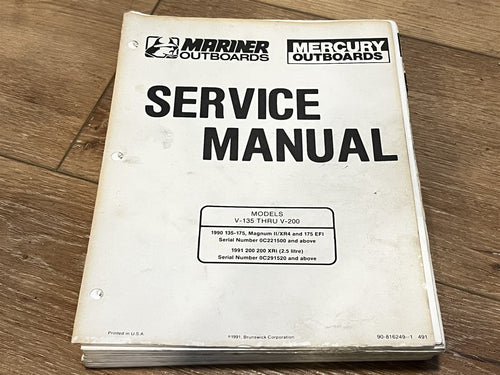 MARINER
OUTBOARDS
MERCURY
OUTBOARDS
SERVICE
MANUAL
MODELS
V-135 THRU V-200
1990 135-175, Magnum II/XR4 and 175 EFI
Serial Number 0C221500 and above
1991 200 200 XRi (2.5 litre)
Serial Number 0C291520 and above
Printed in U.S.A.
©1991, Brunswick Corporation
90-816249--1 491